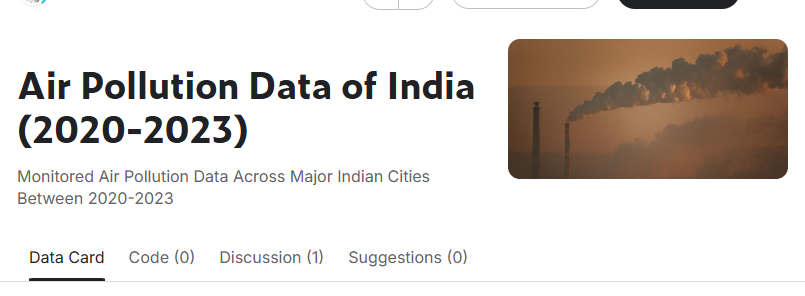 Air Pollution Data of India
(2020-2023)
Monitored Air Pollution Data Across Major Indian Cities
Between 2020-2023
Data Card Code (0) Discussion (1) Suggestions (0)